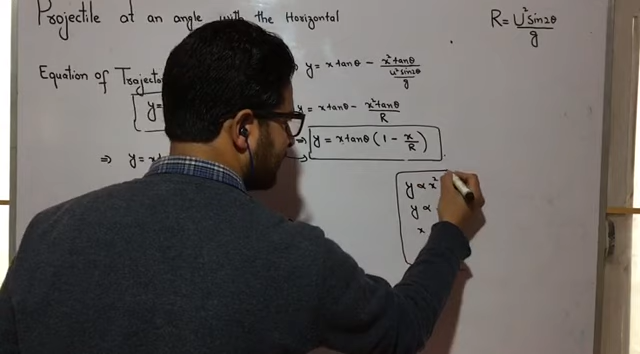 Projectile at an angle with the Horizontal
R = U² sin2θ / g
Equation of Trajec
⇒ y = x tanθ - x² tanθ / (U² sin2θ / g)
y =
y = x tanθ - x² tanθ / R
⇒ y = x tanθ (1 - x/R)
⇒ y = x
y ∝ x²
y ∝
x